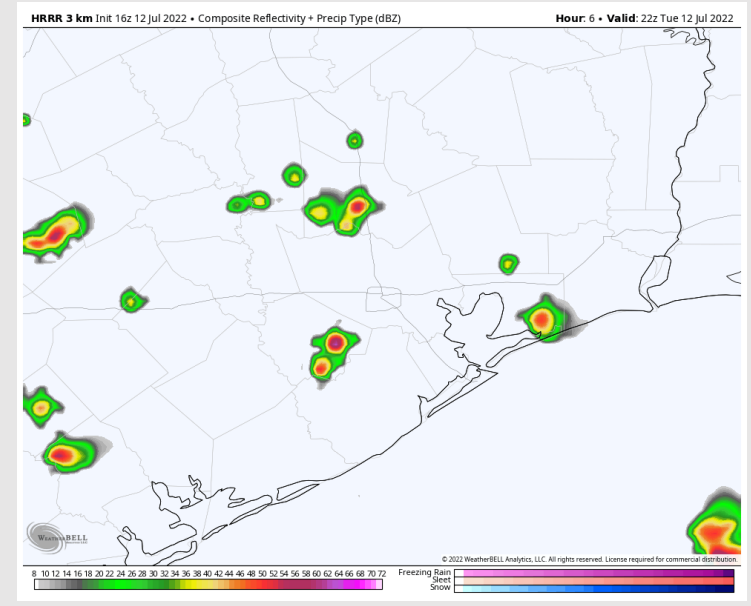 HRRR 3 km Init 16z 12 Jul 2022 • Composite Reflectivity + Precip Type (dBZ) Hour: 6 • Valid: 22z Tue 12 Jul 2022
WEATHERBELL
© 2022 WeatherBELL Analytics, LLC. All rights reserved. License required for commercial distribution.
8 10 12 14 16 18 20 22 24 26 28 30 32 34 36 38 40 42 44 46 48 50 52 54 56 58 60 62 64 66 68 70 72
Freezing Rain
Sleet
Snow